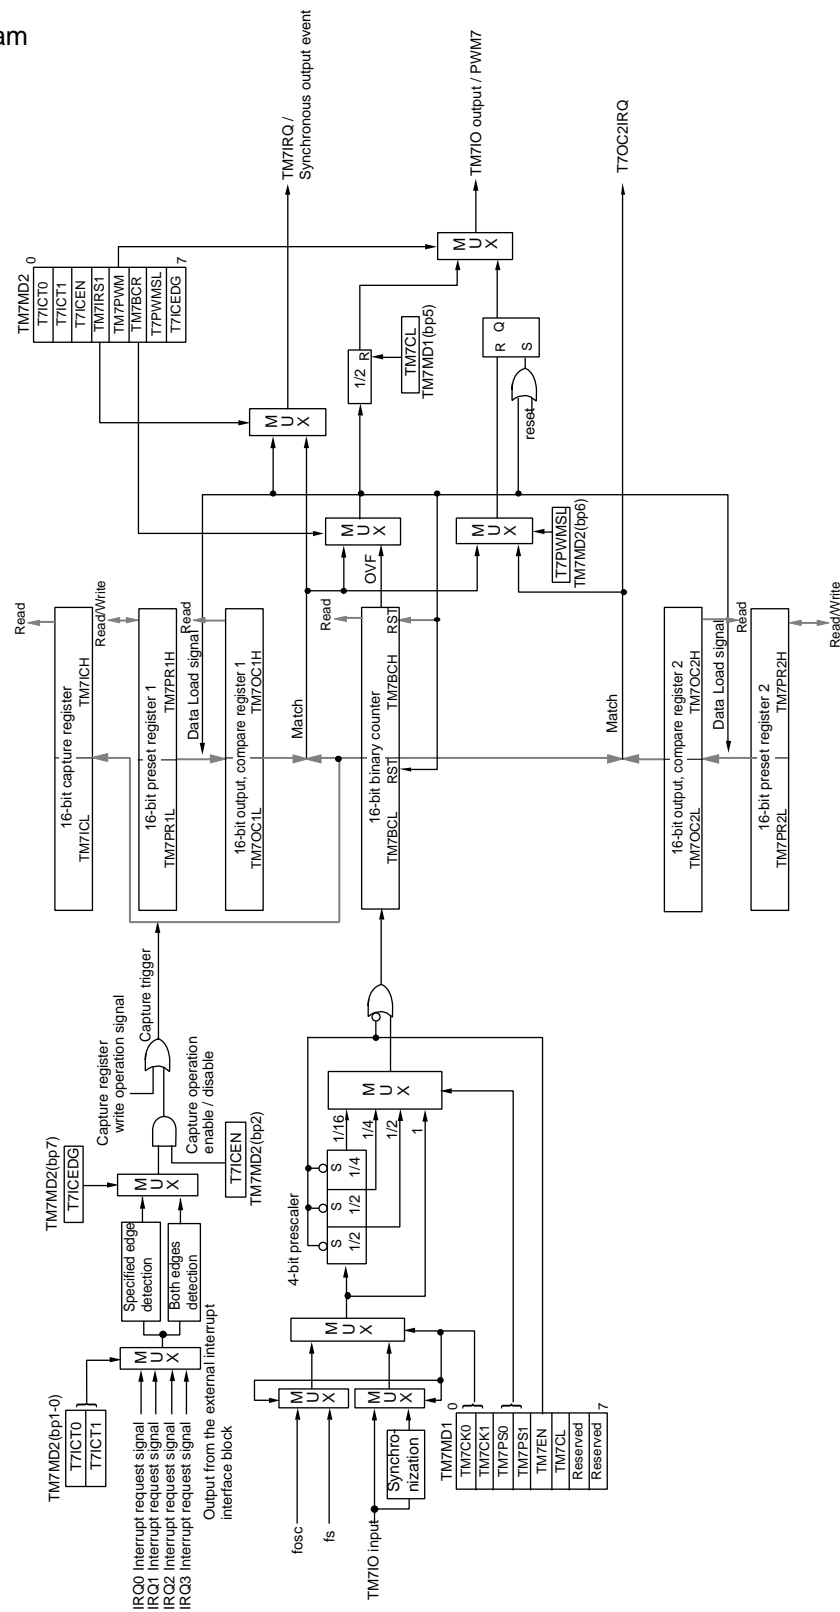 am
TM7MD2
0
T7ICT0
T7ICT1
T7ICEN
TM7IRS1
TM7PWM
TM7BCR
T7PWMSL
T7ICEDG
7
TM7IRQ /
Synchronous output event
TM7IO output / PWM7
T7OC2IRQ
M
U
X
M
U
X
1/2
R
TM7CL
TM7MD1(bp5)
R
Q
S
reset
M
U
X
OVF
M
U
X
T7PWMSL
TM7MD2(bp6)
Read
16-bit capture register
TM7ICL
TM7ICH
Read/Write
16-bit preset register 1
TM7PR1L
TM7PR1H
Data Load signal
Read
16-bit output, compare register 1
TM7OC1L
TM7OC1H
Match
Read
16-bit binary counter
TM7BCL
RST
TM7BCH
RST
Match
16-bit output, compare register 2
TM7OC2L
TM7OC2H
Read
Data Load signal
16-bit preset register 2
TM7PR2L
TM7PR2H
Read/Write
TM7MD2(bp1-0)
T7ICT0
T7ICT1
IRQ0 Interrupt request signal
IRQ1 Interrupt request signal
IRQ2 Interrupt request signal
IRQ3 Interrupt request signal
Output from the external interrupt
interface block
M
U
X
Specified edge
detection
Both edges
detection
TM7MD2(bp7)
T7ICEDG
M
U
X
Capture register
write operation signal
Capture trigger
Capture operation
enable / disable
T7ICEN
TM7MD2(bp2)
fosc
fs
M
U
X
TM7IO input
Synchro-
nization
M
U
X
M
U
X
4-bit prescaler
S
1/2
S
1/2
S
1/4
1/16
1/4
1/2
1
M
U
X
TM7MD1
0
TM7CK0
TM7CK1
TM7PS0
TM7PS1
TM7EN
TM7CL
Reserved
Reserved
7